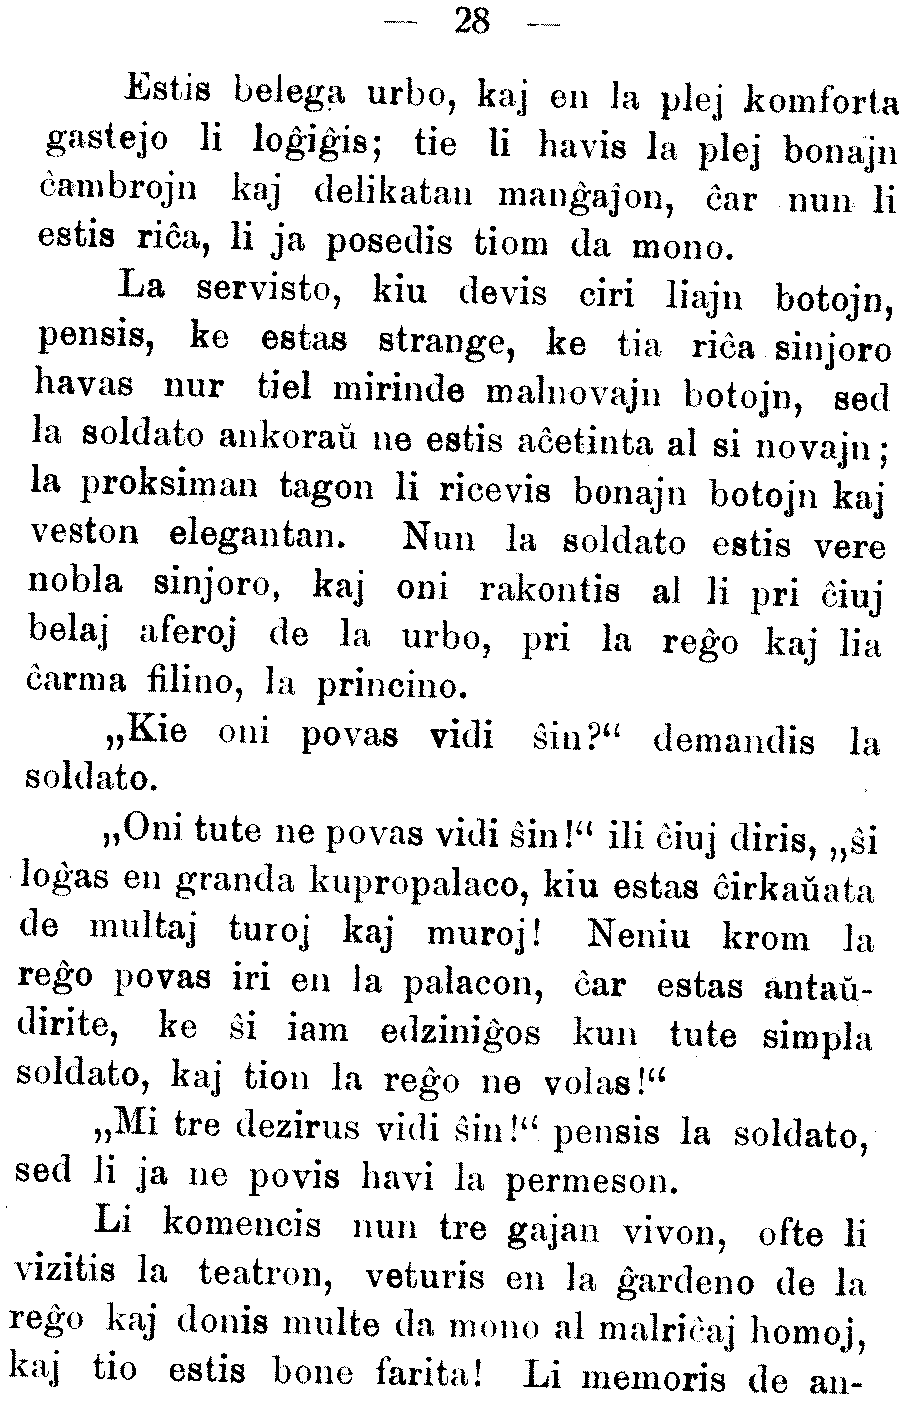 — 28 —
Estis belega urbo, kaj en la plej komforta
gastejo li loĝiĝis; tie li havis la plej bonajn
ĉambrojn kaj delikatan manĝajon, ĉar nun li
estis riĉa, li ja posedis tiom da mono.
La servisto, kiu devis ciri liajn botojn,
pensis, ke estas strange, ke tia riĉa sinjoro
havas nur tiel mirinde malnovajn botojn, sed
la soldato ankoraŭ ne estis aĉetinta al si novajn;
la proksiman tagon li ricevis bonajn botojn kaj
veston elegantan. Nun la soldato estis vere
nobla sinjoro, kaj oni rakontis al li pri ĉiuj
belaj aferoj de la urbo, pri la reĝo kaj lia
ĉarma filino, la princino.
„Kie oni povas vidi ŝin?“ demandis la
soldato.
„Oni tute ne povas vidi ŝin!“ ili ĉiuj diris, „ŝi
loĝas en granda kupropalaco, kiu estas ĉirkaŭata
de multaj turoj kaj muroj! Neniu krom la
reĝo povas iri en la palacon, ĉar estas antaŭ-
dirite, ke ŝi iam edziniĝos kun tute simpla
soldato, kaj tion la reĝo ne volas!“
„Mi tre dezirus vidi ŝin!“ pensis la soldato,
sed li ja ne povis havi la permeson.
Li komencis nun tre gajan vivon, ofte li
vizitis la teatron, veturis en la ĝardeno de la
reĝo kaj donis multe da mono al malriĉaj homoj,
kaj tio estis bone farita! Li memoris de an-